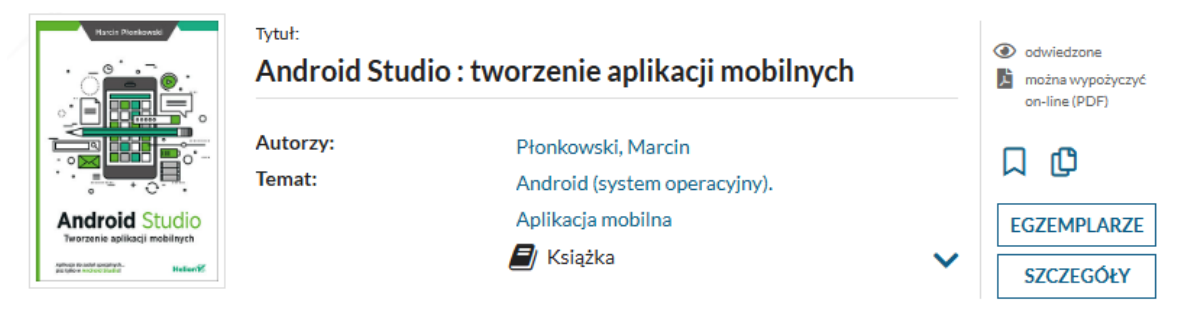 Marcin Płonkowski
Android Studio
Tworzenie aplikacji mobilnych
Helion
Tytuł:
Android Studio : tworzenie aplikacji mobilnych
Autorzy:
Płonkowski, Marcin
Temat:
Android (system operacyjny).
Aplikacja mobilna
Książka
odwiedzone
można wypożyczyć
on-line (PDF)
EGZEMPLARZE
SZCZEGÓŁY